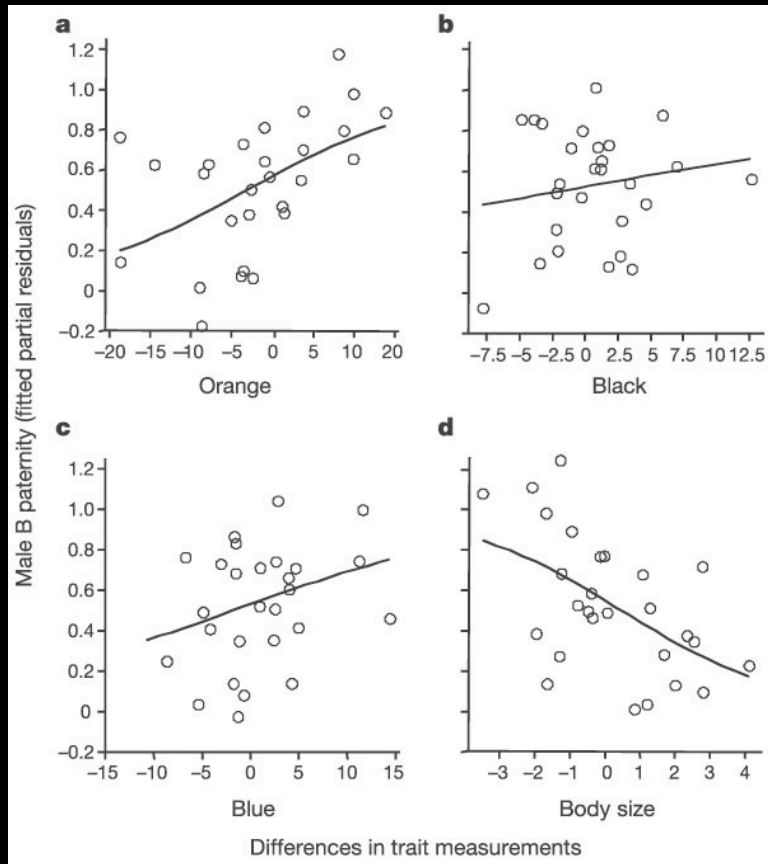 a
b
1.2
1.0
0.8
0.6
0.4
0.2
0
–0.2
–20 –15 –10 –5 0 5 10 15 20
–7.5 –5 –2.5 0 2.5 5 7.5 10 12.5
Orange
Black
Male B paternity (fitted partial residuals)
c
d
1.2
1.0
0.8
0.6
0.4
0.2
0
–0.2
–15 –10 –5 0 5 10 15
–3 –2 –1 0 1 2 3 4
Blue
Body size
Differences in trait measurements